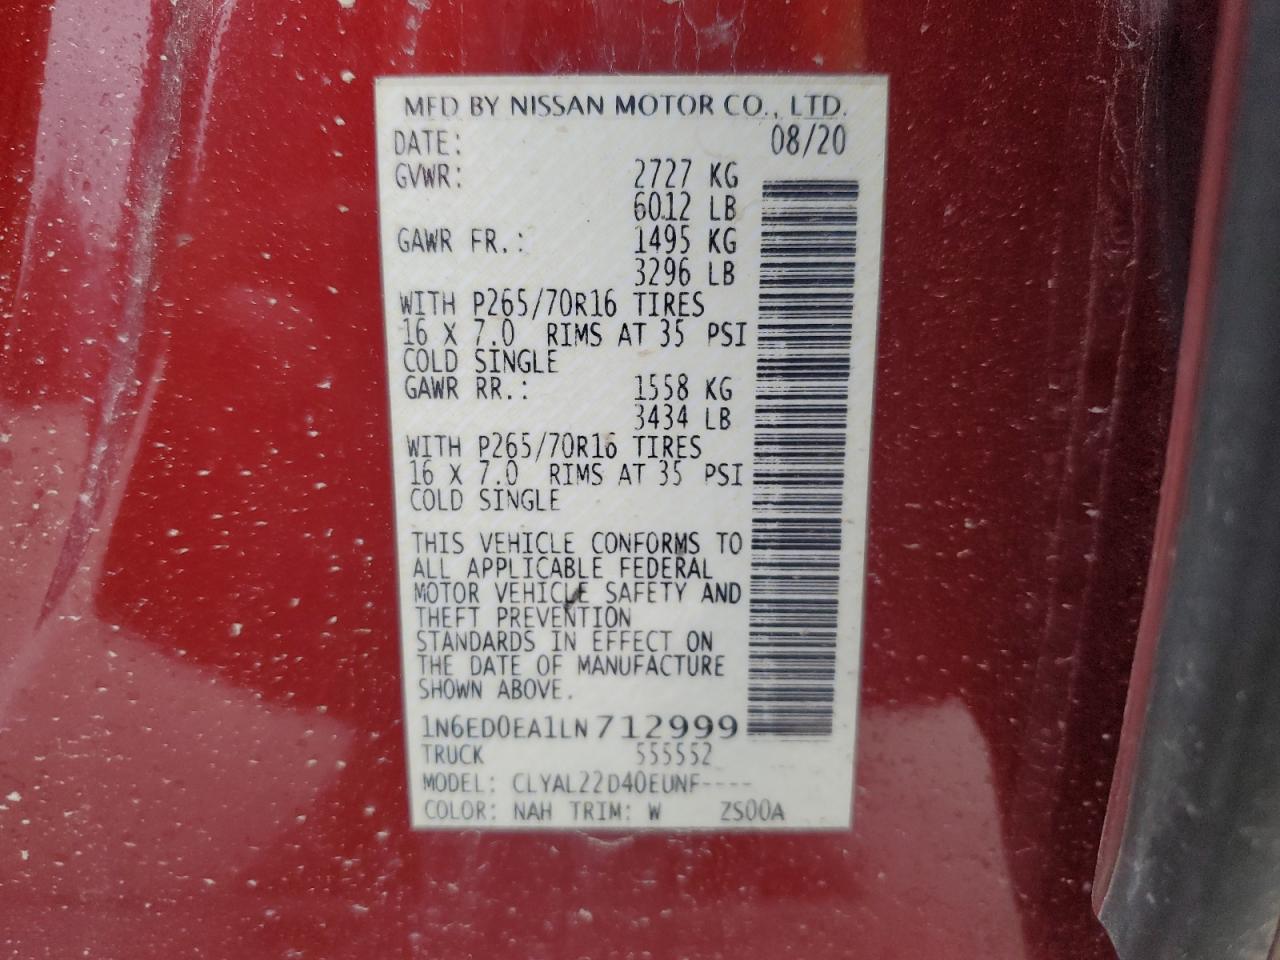 MFD BY NISSAN MOTOR CO., LTD.
DATE: 08/20
GVWR: 2727 KG
6012 LB
GAWR FR.: 1495 KG
3296 LB
WITH P265/70R16 TIRES
16 X 7.0 RIMS AT 35 PSI
COLD SINGLE
GAWR RR.: 1558 KG
3434 LB
WITH P265/70R16 TIRES
16 X 7.0 RIMS AT 35 PSI
COLD SINGLE
THIS VEHICLE CONFORMS TO
ALL APPLICABLE FEDERAL
MOTOR VEHICLE SAFETY AND
THEFT PREVENTION
STANDARDS IN EFFECT ON
THE DATE OF MANUFACTURE
SHOWN ABOVE.
1N6ED0EA1LN712999
TRUCK 555552
MODEL: CLYAL22D40EUNF----
COLOR: NAH TRIM: W ZS00A